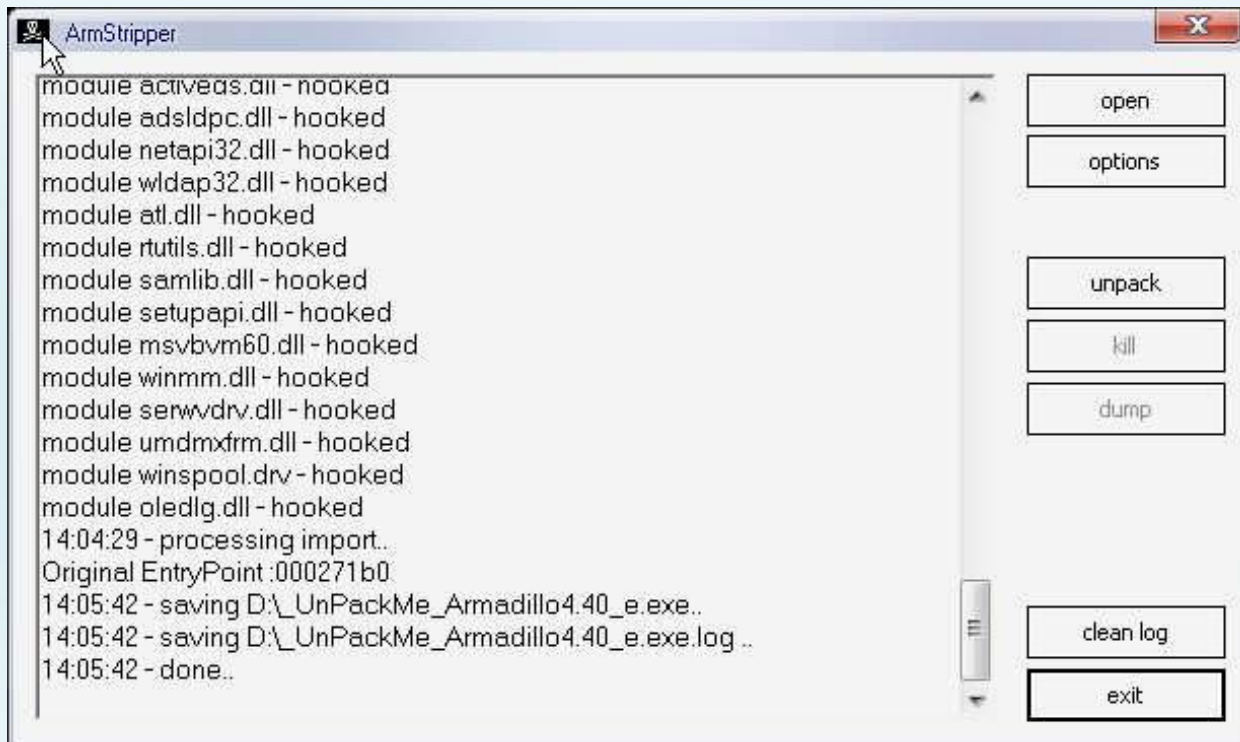 ArmStripper
module activeds.dll - hooked
module adsldpc.dll - hooked
module netapi32.dll - hooked
module wldap32.dll - hooked
module atl.dll - hooked
module rtutils.dll - hooked
module samlib.dll - hooked
module setupapi.dll - hooked
module msvbvm60.dll - hooked
module winmm.dll - hooked
module serwvdrv.dll - hooked
module umdmxfrm.dll - hooked
module winspool.drv - hooked
module oledlg.dll - hooked
14:04:29 - processing import..
Original EntryPoint :000271b0
14:05:42 - saving D:\_UnPackMe_Armadillo4.40_e.exe..
14:05:42 - saving D:\_UnPackMe_Armadillo4.40_e.exe.log ..
14:05:42 - done..
open
options
unpack
kill
dump
clean log
exit